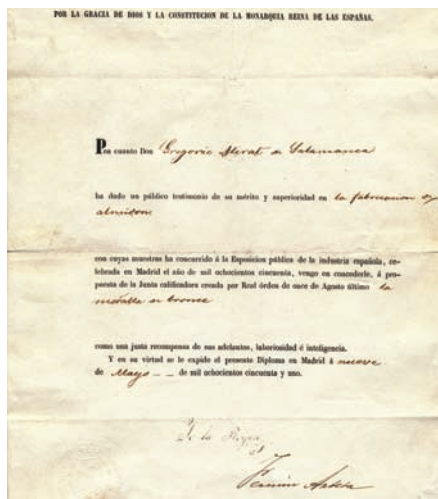 POR LA GRACIA DE DIOS Y LA CONSTITUCION DE LA MONARQUIA REINA DE LAS ESPAÑAS.
Por cuanto Don Gregorio Mirat de Salamanca
ha dado un público testimonio de su mérito y superioridad en la fabricacion de
almidon
con cuyas muestras ha concurrido á la Esposicion pública de la industria española, ce-
lebrada en Madrid el año de mil ochocientos cincuenta, vengo en concederle, á pro-
puesta de la Junta calificadora creada por Real órden de once de Agosto último la
medalla de bronce
como una justa recompensa de sus adelantos, laboriosidad é inteligencia.
Y en su virtud se le expide el presente Diploma en Madrid á nueve
de Mayo — — de mil ochocientos cincuenta y uno.
Fermin Arteta